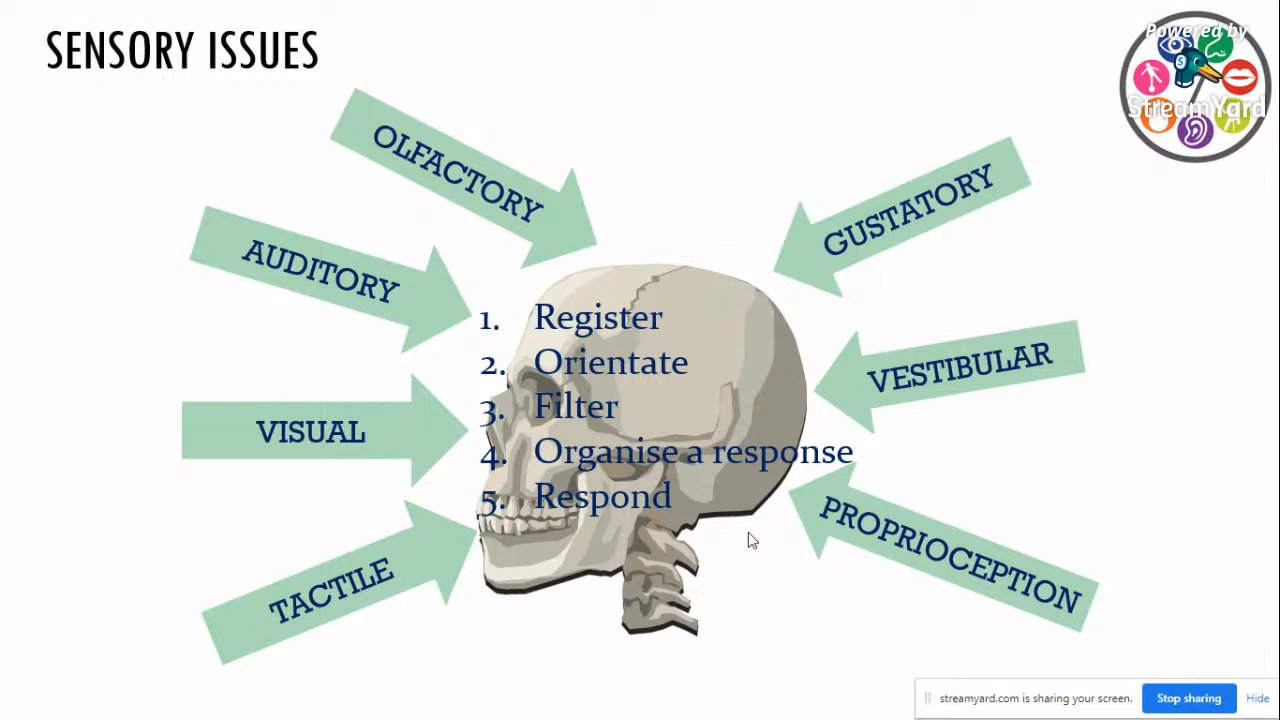 SENSORY ISSUES
Powered by
StreamYard
OLFACTORY
GUSTATORY
AUDITORY
VESTIBULAR
VISUAL
PROPRIOCEPTION
TACTILE
1. Register
2. Orientate
3. Filter
4. Organise a response
5. Respond
streamyard.com is sharing your screen. Stop sharing Hide